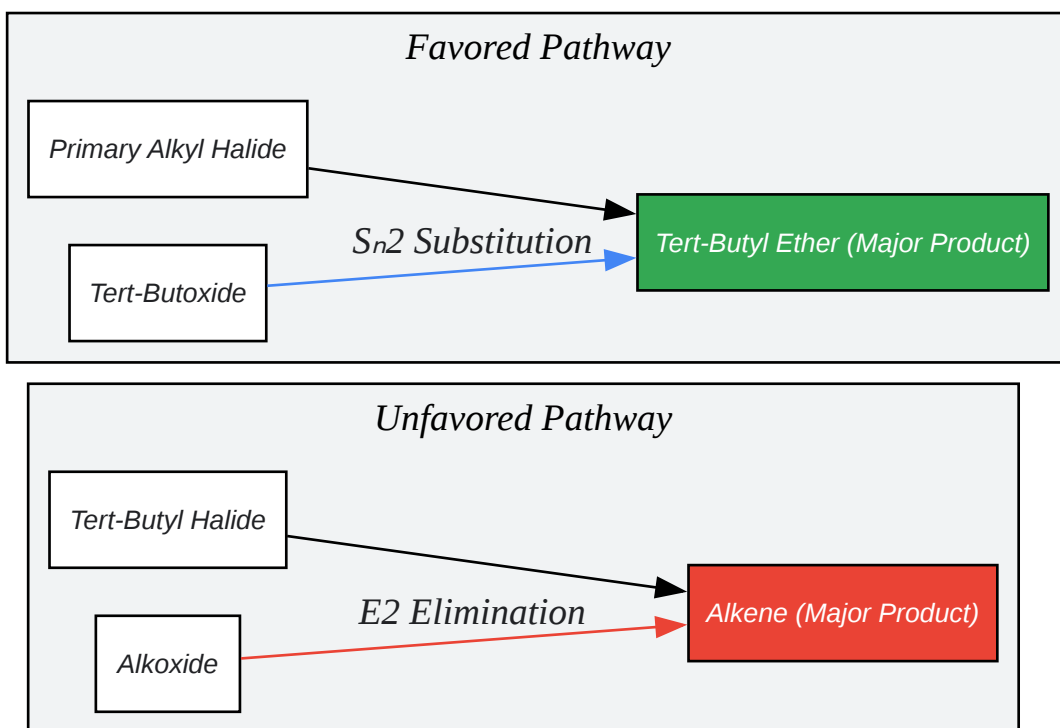 Favored Pathway
Primary Alkyl Halide
Sₙ2 Substitution
Tert-Butyl Ether (Major Product)
Tert-Butoxide
Unfavored Pathway
Tert-Butyl Halide
E2 Elimination
Alkene (Major Product)
Alkoxide